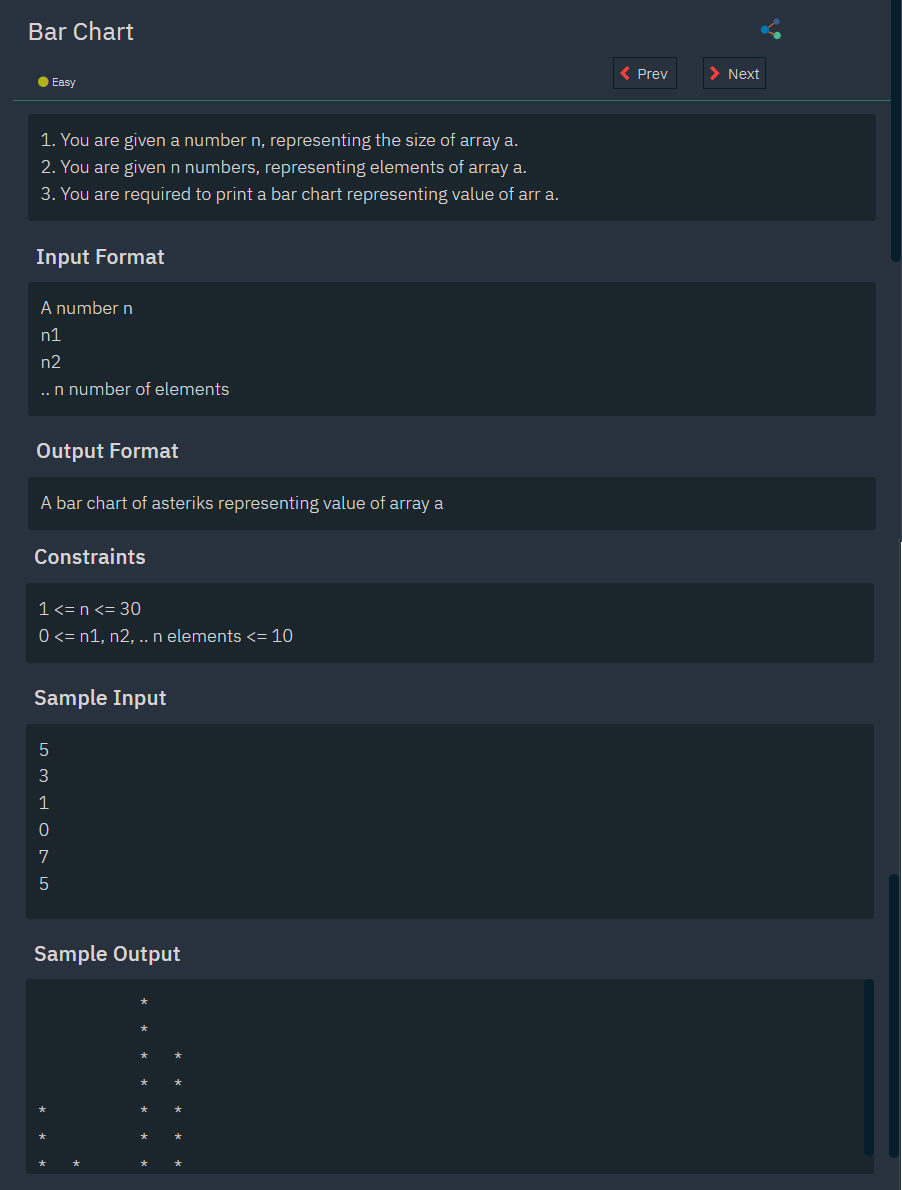 Bar Chart
Easy
Prev
Next
1. You are given a number n, representing the size of array a.
2. You are given n numbers, representing elements of array a.
3. You are required to print a bar chart representing value of arr a.
Input Format
A number n
n1
n2
.. n number of elements
Output Format
A bar chart of asteriks representing value of array a
Constraints
1 <= n <= 30
0 <= n1, n2, .. n elements <= 10
Sample Input
5
3
1
0
7
5
Sample Output
			*
			*
			*	*
			*	*
*			*	*
*			*	*
*	*		*	*